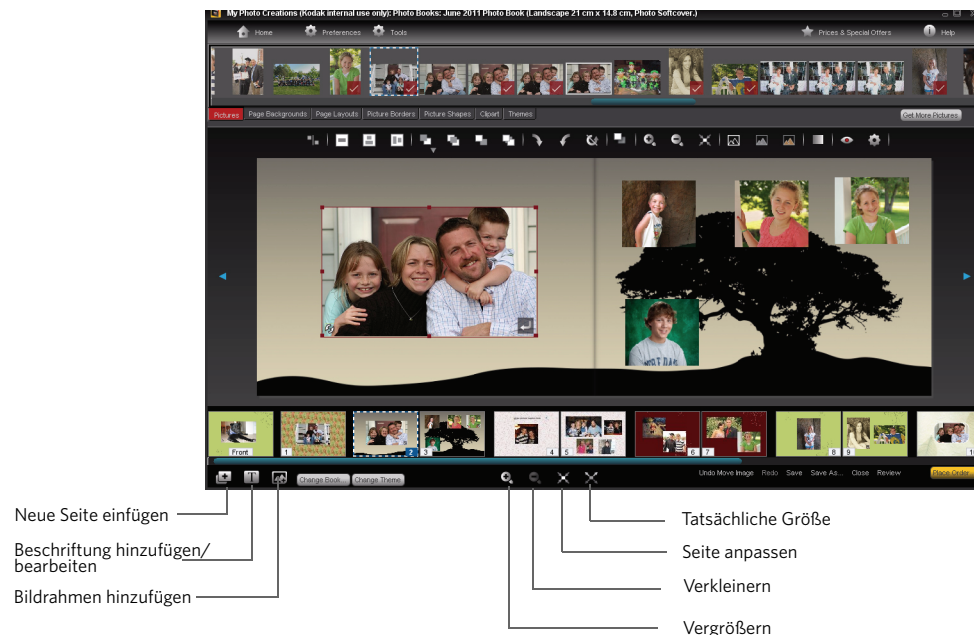 My Photo Creations (Kodak internal use only): Photo Books: June 2011 Photo Book (Landscape 21 cm x 14.8 cm, Photo Softcover.)
Home Preferences Tools Prices & Special Offers Help
Pictures Page Backgrounds Page Layouts Picture Borders Picture Shapes Clipart Themes Get More Pictures
Front 1 2 3 4 5 6 7 8 9 10
Change Book... Change Theme Undo Move Image Redo Save Save As... Close Review Place Order...
Neue Seite einfügen
Beschriftung hinzufügen/
bearbeiten
Bildrahmen hinzufügen
Tatsächliche Größe
Seite anpassen
Verkleinern
Vergrößern